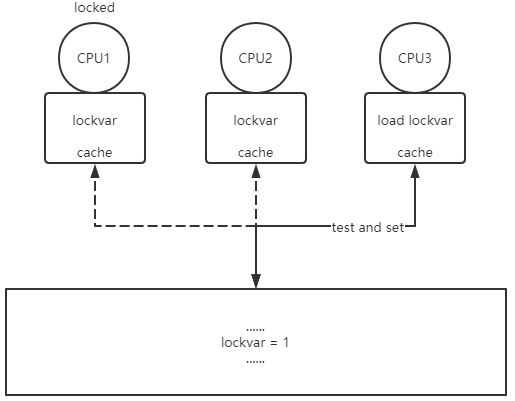 locked
CPU1
CPU2
CPU3
lockvar
lockvar
load lockvar
cache
cache
cache
test and set
......
lockvar = 1
......